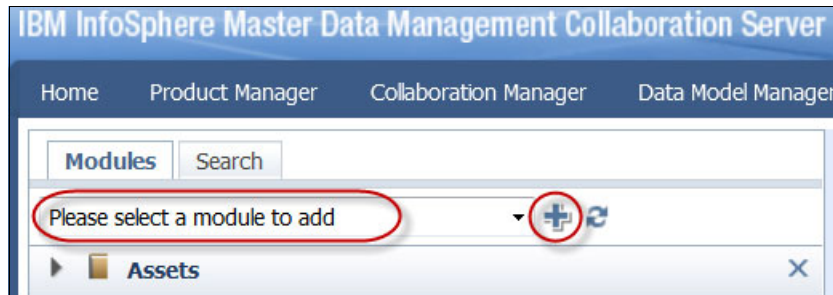 IBM InfoSphere Master Data Management Collaboration Server
Home Product Manager Collaboration Manager Data Model Manager
Modules Search
Please select a module to add
Assets